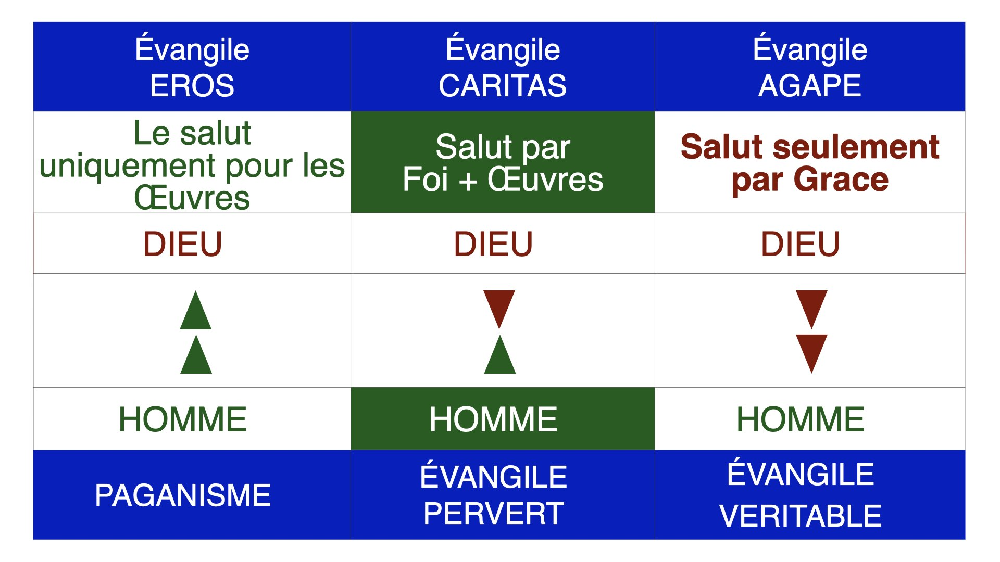 Évangile
EROS
Évangile
CARITAS
Évangile
AGAPE
Le salut
uniquement pour les
Œuvres
Salut par
Foi + Œuvres
Salut seulement
par Grace
DIEU
DIEU
DIEU
HOMME
HOMME
HOMME
PAGANISME
ÉVANGILE
PERVERT
ÉVANGILE
VERITABLE